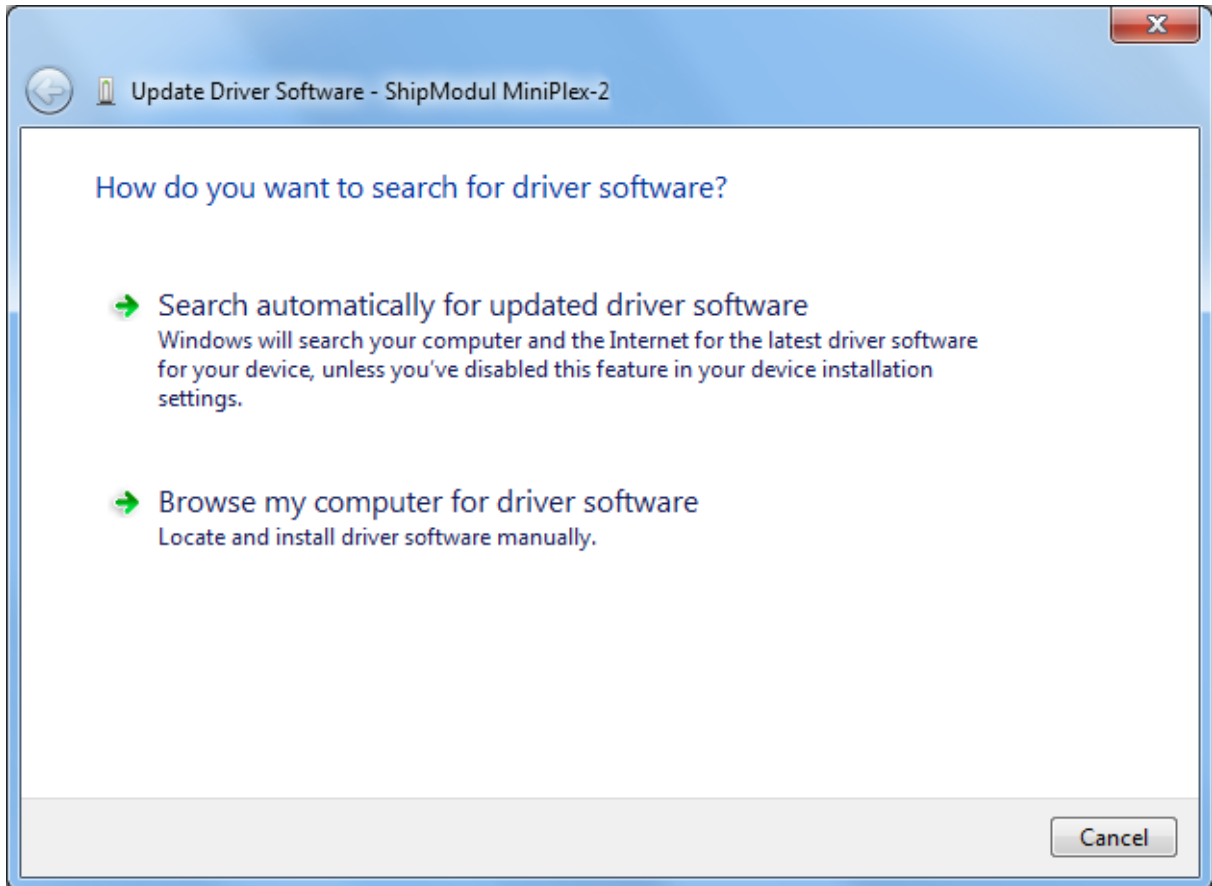 Update Driver Software - ShipModul MiniPlex-2
How do you want to search for driver software?
Search automatically for updated driver software
Windows will search your computer and the Internet for the latest driver software
for your device, unless you've disabled this feature in your device installation
settings.
Browse my computer for driver software
Locate and install driver software manually.
Cancel